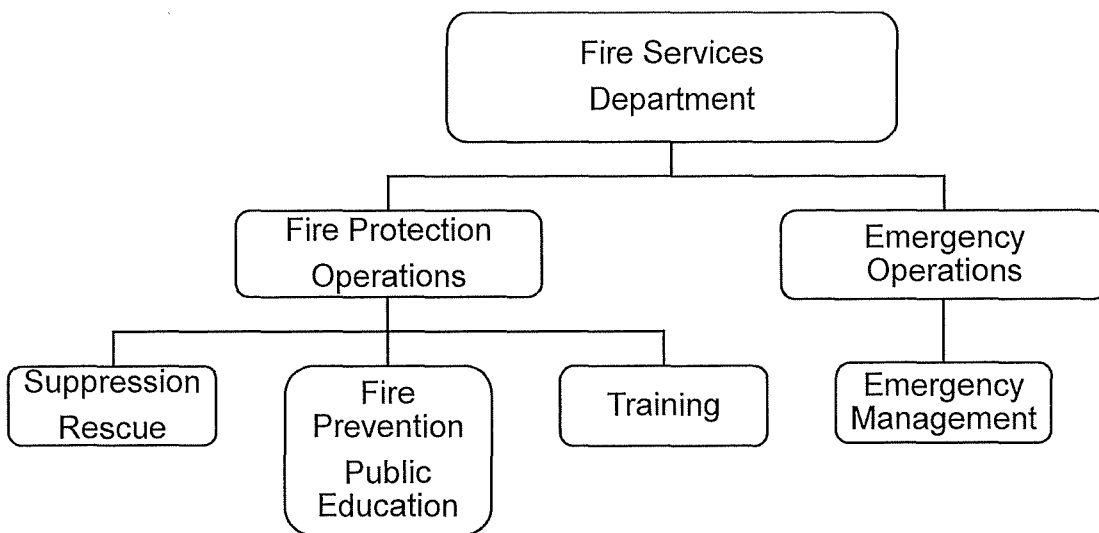 Fire Services
Department
Fire Protection
Operations
Emergency
Operations
Suppression
Rescue
Fire
Prevention
Public
Education
Training
Emergency
Management